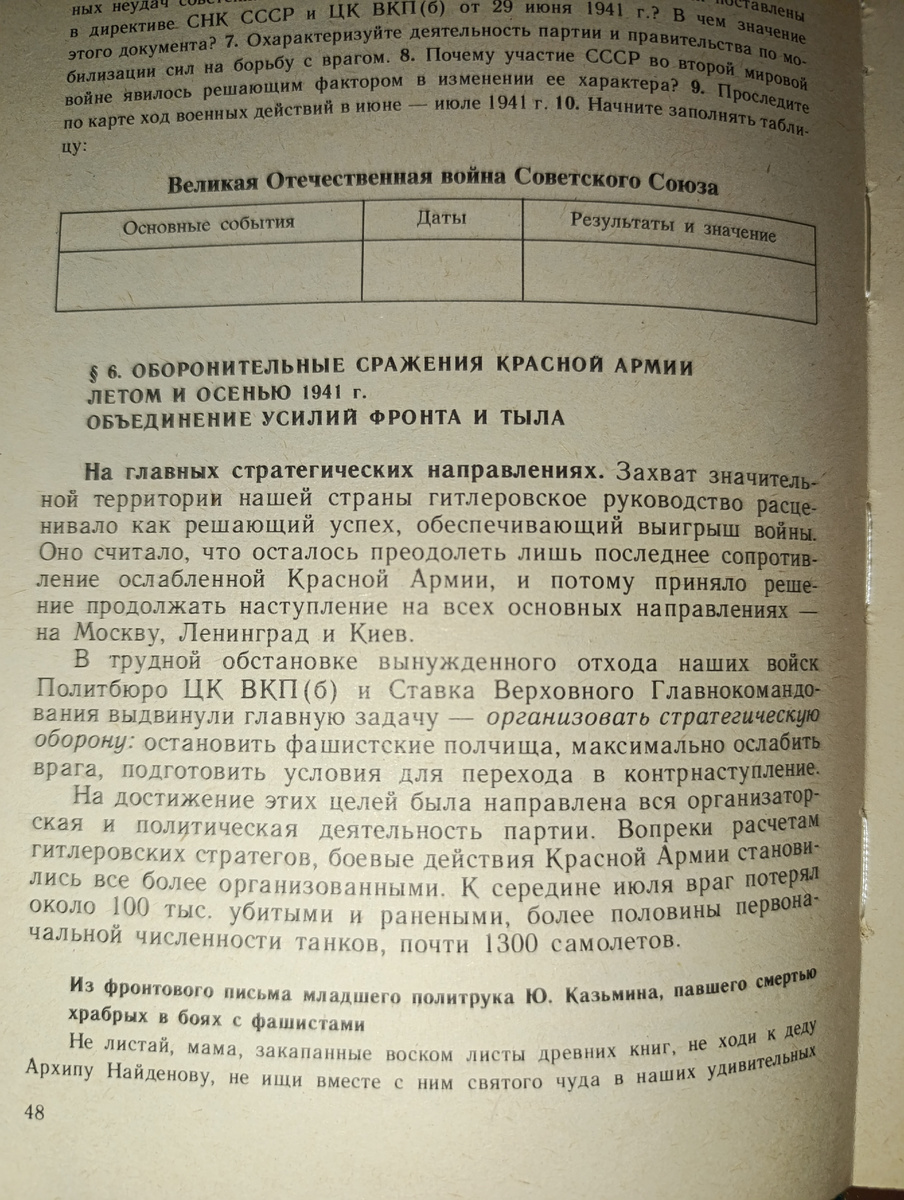 ных неудач
поставлены
в директиве СНК СССР и ЦК ВКП(б) от 29 июня 1941 г.? В чем значение
этого документа? 7. Охарактеризуйте деятельность партии и правительства по мо-
билизации сил на борьбу с врагом. 8. Почему участие СССР во второй мировой
войне явилось решающим фактором в изменении ее характера? 9. Проследите
по карте ход военных действий в июне — июле 1941 г. 10. Начните заполнять табли-
цу:
Великая Отечественная война Советского Союза
Основные события Даты Результаты и значение
§ 6. ОБОРОНИТЕЛЬНЫЕ СРАЖЕНИЯ КРАСНОЙ АРМИИ
ЛЕТОМ И ОСЕНЬЮ 1941 г.
ОБЪЕДИНЕНИЕ УСИЛИЙ ФРОНТА И ТЫЛА
На главных стратегических направлениях. Захват значитель-
ной территории нашей страны гитлеровское руководство расце-
нивало как решающий успех, обеспечивающий выигрыш войны.
Оно считало, что осталось преодолеть лишь последнее сопротив-
ление ослабленной Красной Армии, и потому приняло реше-
ние продолжать наступление на всех основных направлениях —
на Москву, Ленинград и Киев.
В трудной обстановке вынужденного отхода наших войск
Политбюро ЦК ВКП(б) и Ставка Верховного Главнокомандо-
вания выдвинули главную задачу — организовать стратегическую
оборону: остановить фашистские полчища, максимально ослабить
врага, подготовить условия для перехода в контрнаступление.
На достижение этих целей была направлена вся организатор-
ская и политическая деятельность партии. Вопреки расчетам
гитлеровских стратегов, боевые действия Красной Армии станови-
лись все более организованными. К середине июля враг потерял
около 100 тыс. убитыми и ранеными, более половины первона-
чальной численности танков, почти 1300 самолетов.
Из фронтового письма младшего политрука Ю. Казьмина, павшего смертью
храбрых в боях с фашистами
Не листай, мама, закапанные воском листы древних книг, не ходи к деду
Архипу Найденову, не ищи вместе с ним святого чуда в наших удивительных
48